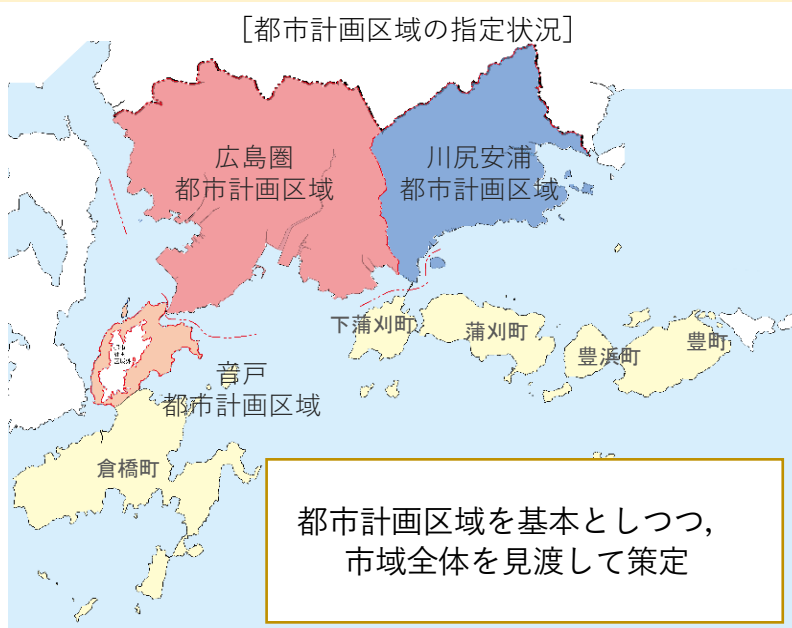 [都市計画区域の指定状況]
広島圏
都市計画区域
川尻安浦
都市計画区域
下蒲刈町
蒲刈町
豊浜町
豊町
音戸
都市計画区域
倉橋町
都市計画区域を基本としつつ，
市域全体を見渡して策定